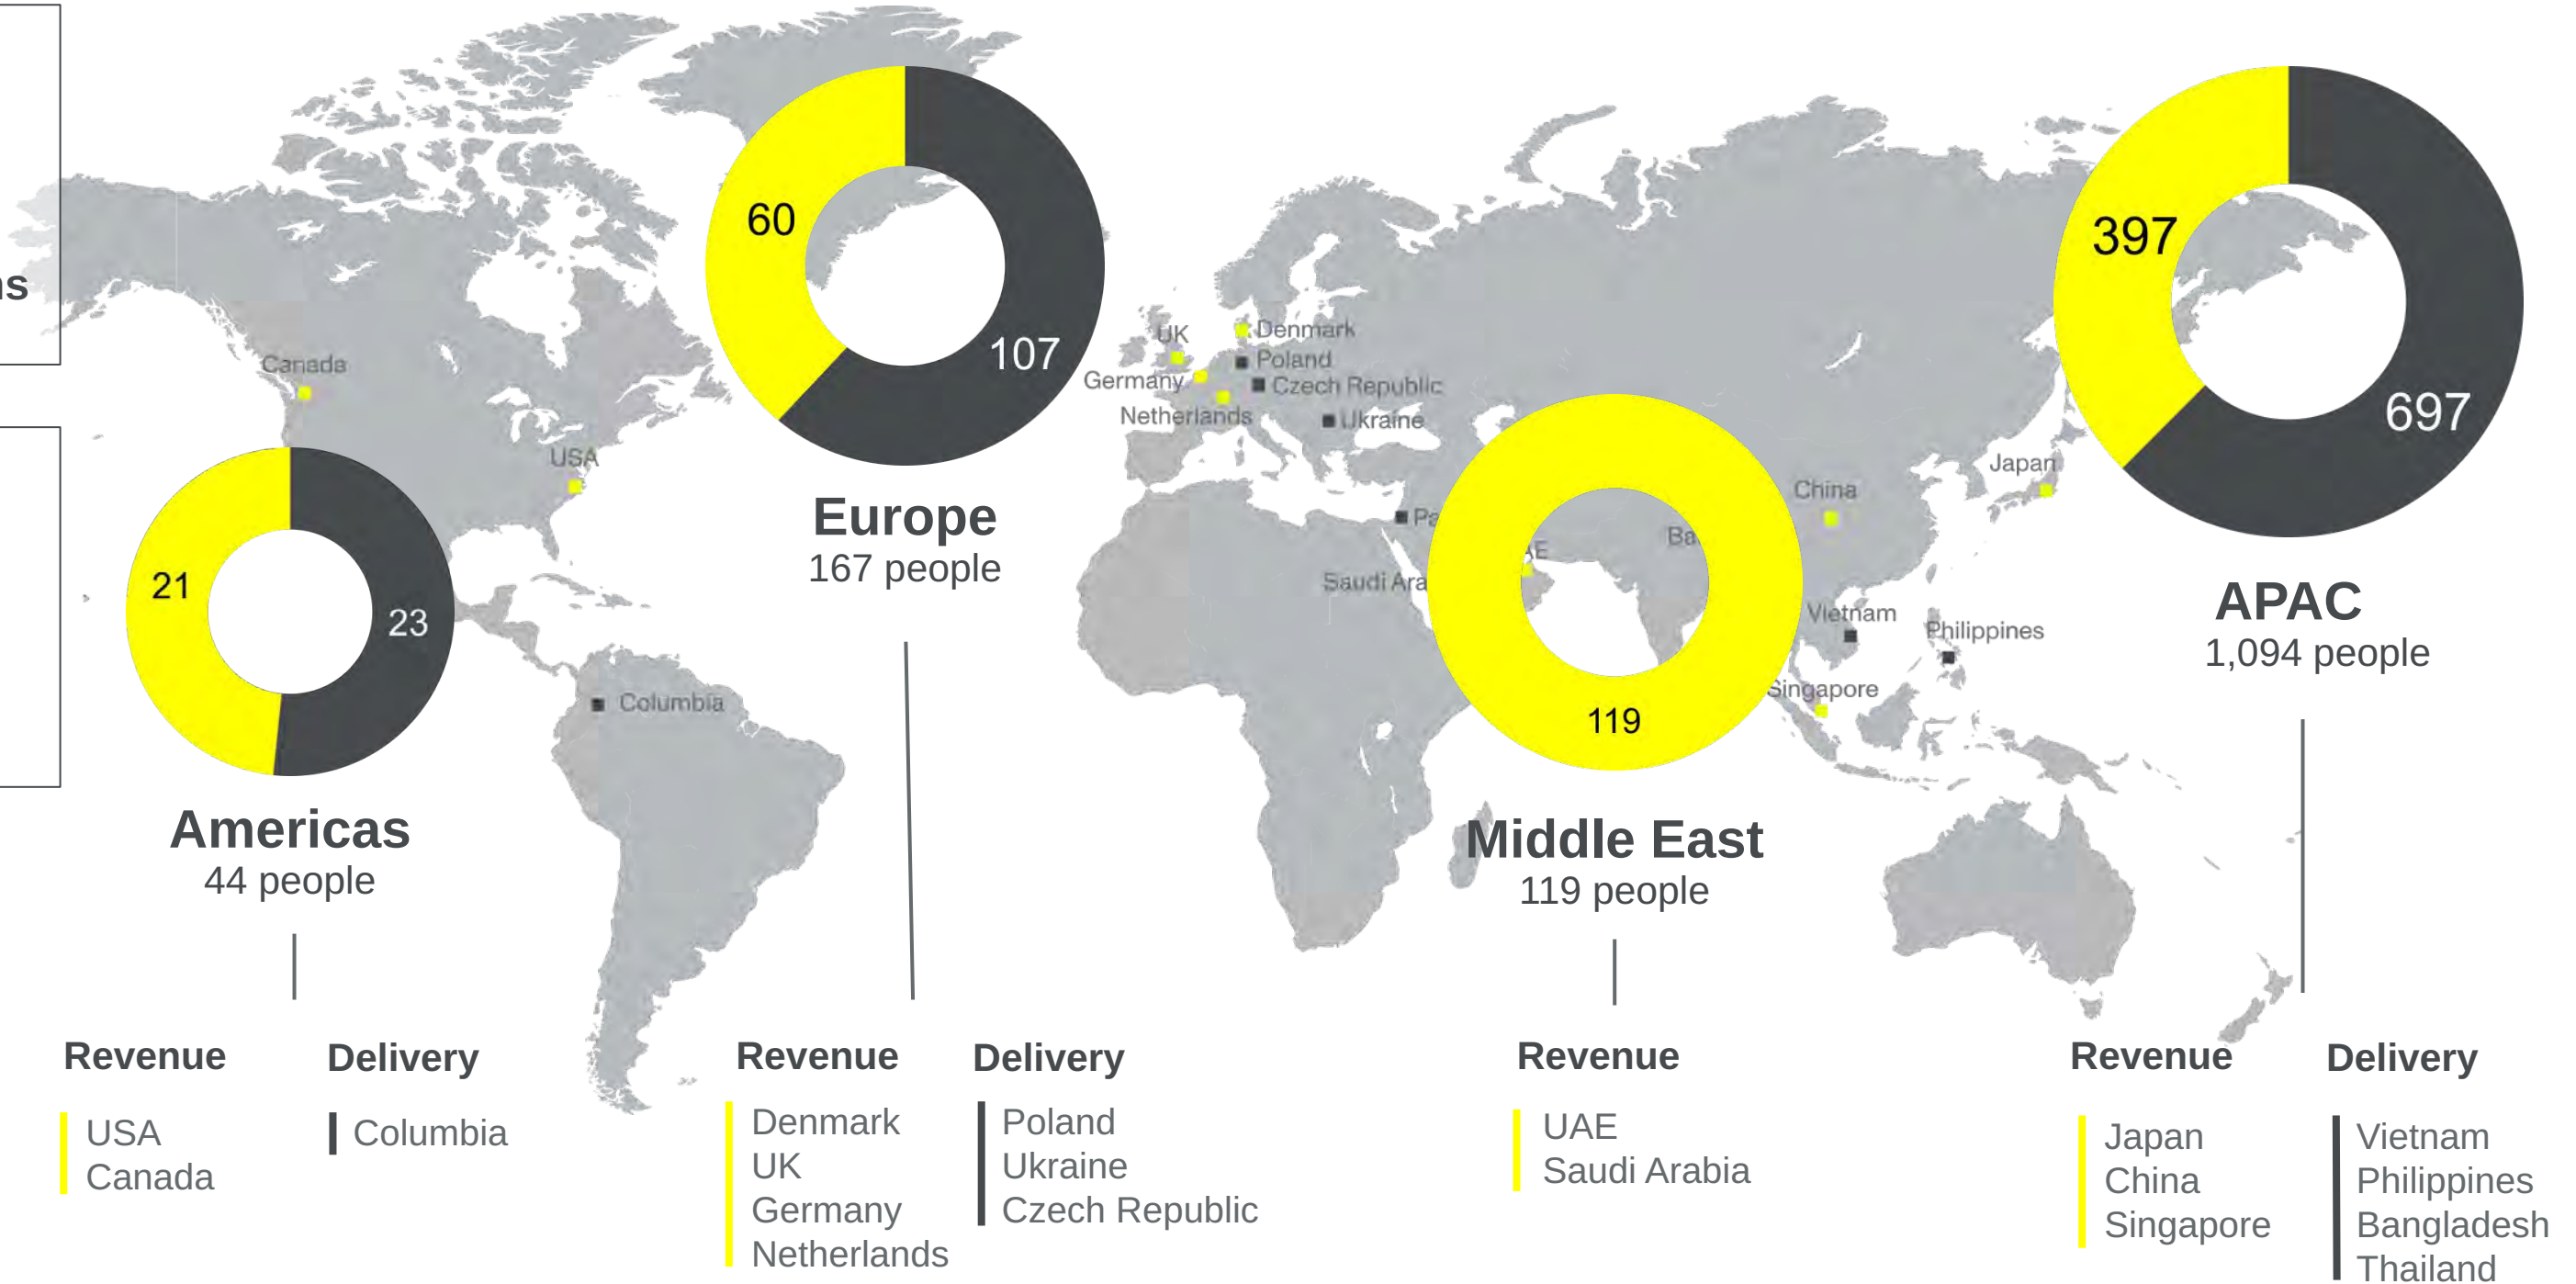 Canada
USA
21
23
Americas
44 people
Columbia
60
107
Europe
167 people
UK
Denmark
Poland
Germany
Czech Republic
Netherlands
Ukraine
119
Middle East
119 people
China
Japan
Vietnam
Philippines
Singapore
397
697
APAC
1,094 people
Revenue
USA
Canada
Delivery
Columbia
Revenue
Denmark
UK
Germany
Netherlands
Delivery
Poland
Ukraine
Czech Republic
Revenue
UAE
Saudi Arabia
Revenue
Japan
China
Singapore
Delivery
Vietnam
Philippines
Bangladesh
Thailand